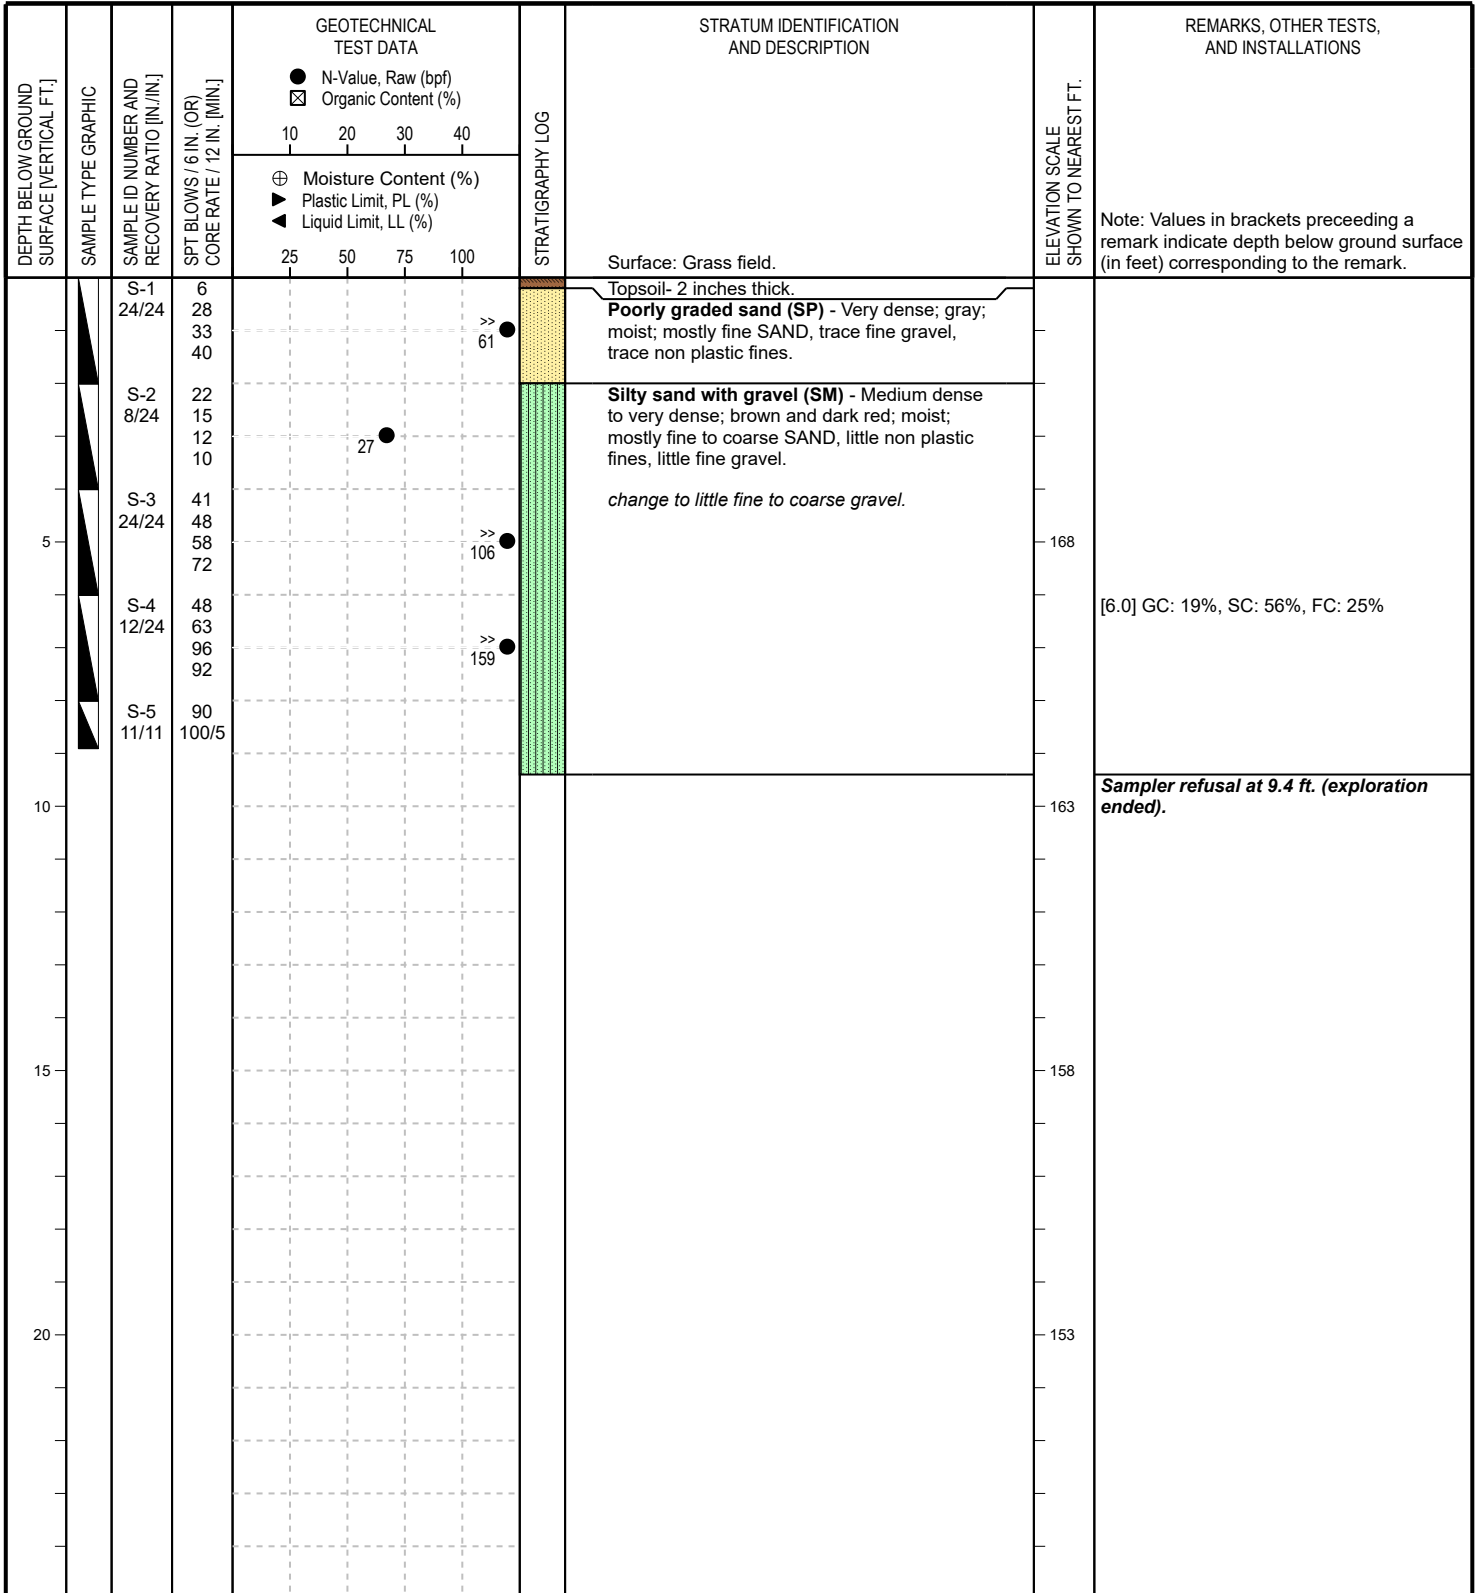 DEPTH BELOW GROUND
SURFACE [VERTICAL FT.]
SAMPLE TYPE GRAPHIC
SAMPLE ID NUMBER AND
RECOVERY RATIO [IN./IN.]
SPT BLOWS / 6 IN. (OR)
CORE RATE / 12 IN. [MIN.]
GEOTECHNICAL
TEST DATA
N-Value, Raw (bpf)
Organic Content (%)
10 20 30 40
Moisture Content (%)
Plastic Limit, PL (%)
Liquid Limit, LL (%)
25 50 75 100
STRATIGRAPHY LOG
STRATUM IDENTIFICATION
AND DESCRIPTION
Surface: Grass field.
ELEVATION SCALE
SHOWN TO NEAREST FT.
REMARKS, OTHER TESTS,
AND INSTALLATIONS
Note: Values in brackets preceeding a
remark indicate depth below ground surface
(in feet) corresponding to the remark.
S-1
24/24
6
28
33
40
>>
61
Topsoil- 2 inches thick.
Poorly graded sand (SP) - Very dense; gray;
moist; mostly fine SAND, trace fine gravel,
trace non plastic fines.
S-2
8/24
22
15
12
10
27
Silty sand with gravel (SM) - Medium dense
to very dense; brown and dark red; moist;
mostly fine to coarse SAND, little non plastic
fines, little fine gravel.
S-3
24/24
41
48
58
72
>>
106
change to little fine to coarse gravel.
5
168
S-4
12/24
48
63
96
92
>>
159
[6.0] GC: 19%, SC: 56%, FC: 25%
S-5
11/11
90
100/5
Sampler refusal at 9.4 ft. (exploration
ended).
10
163
15
158
20
153